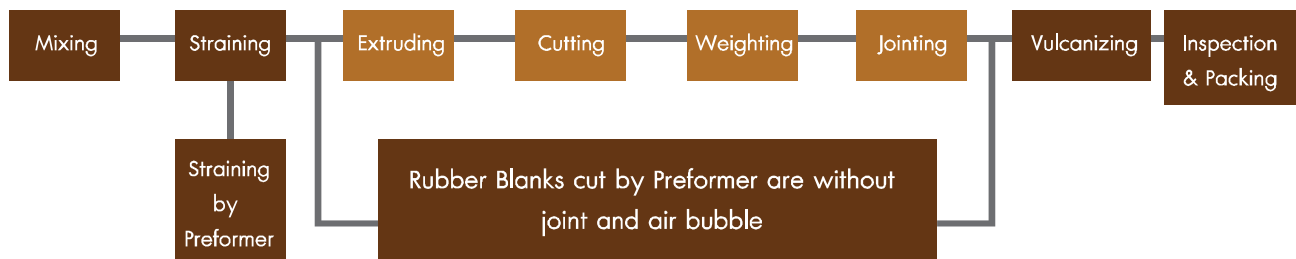 Mixing
Straining
Extruding
Cutting
Weighting
Jointing
Vulcanizing
Inspection
& Packing
Straining
by
Preformer
Rubber Blanks cut by Preformer are without
joint and air bubble